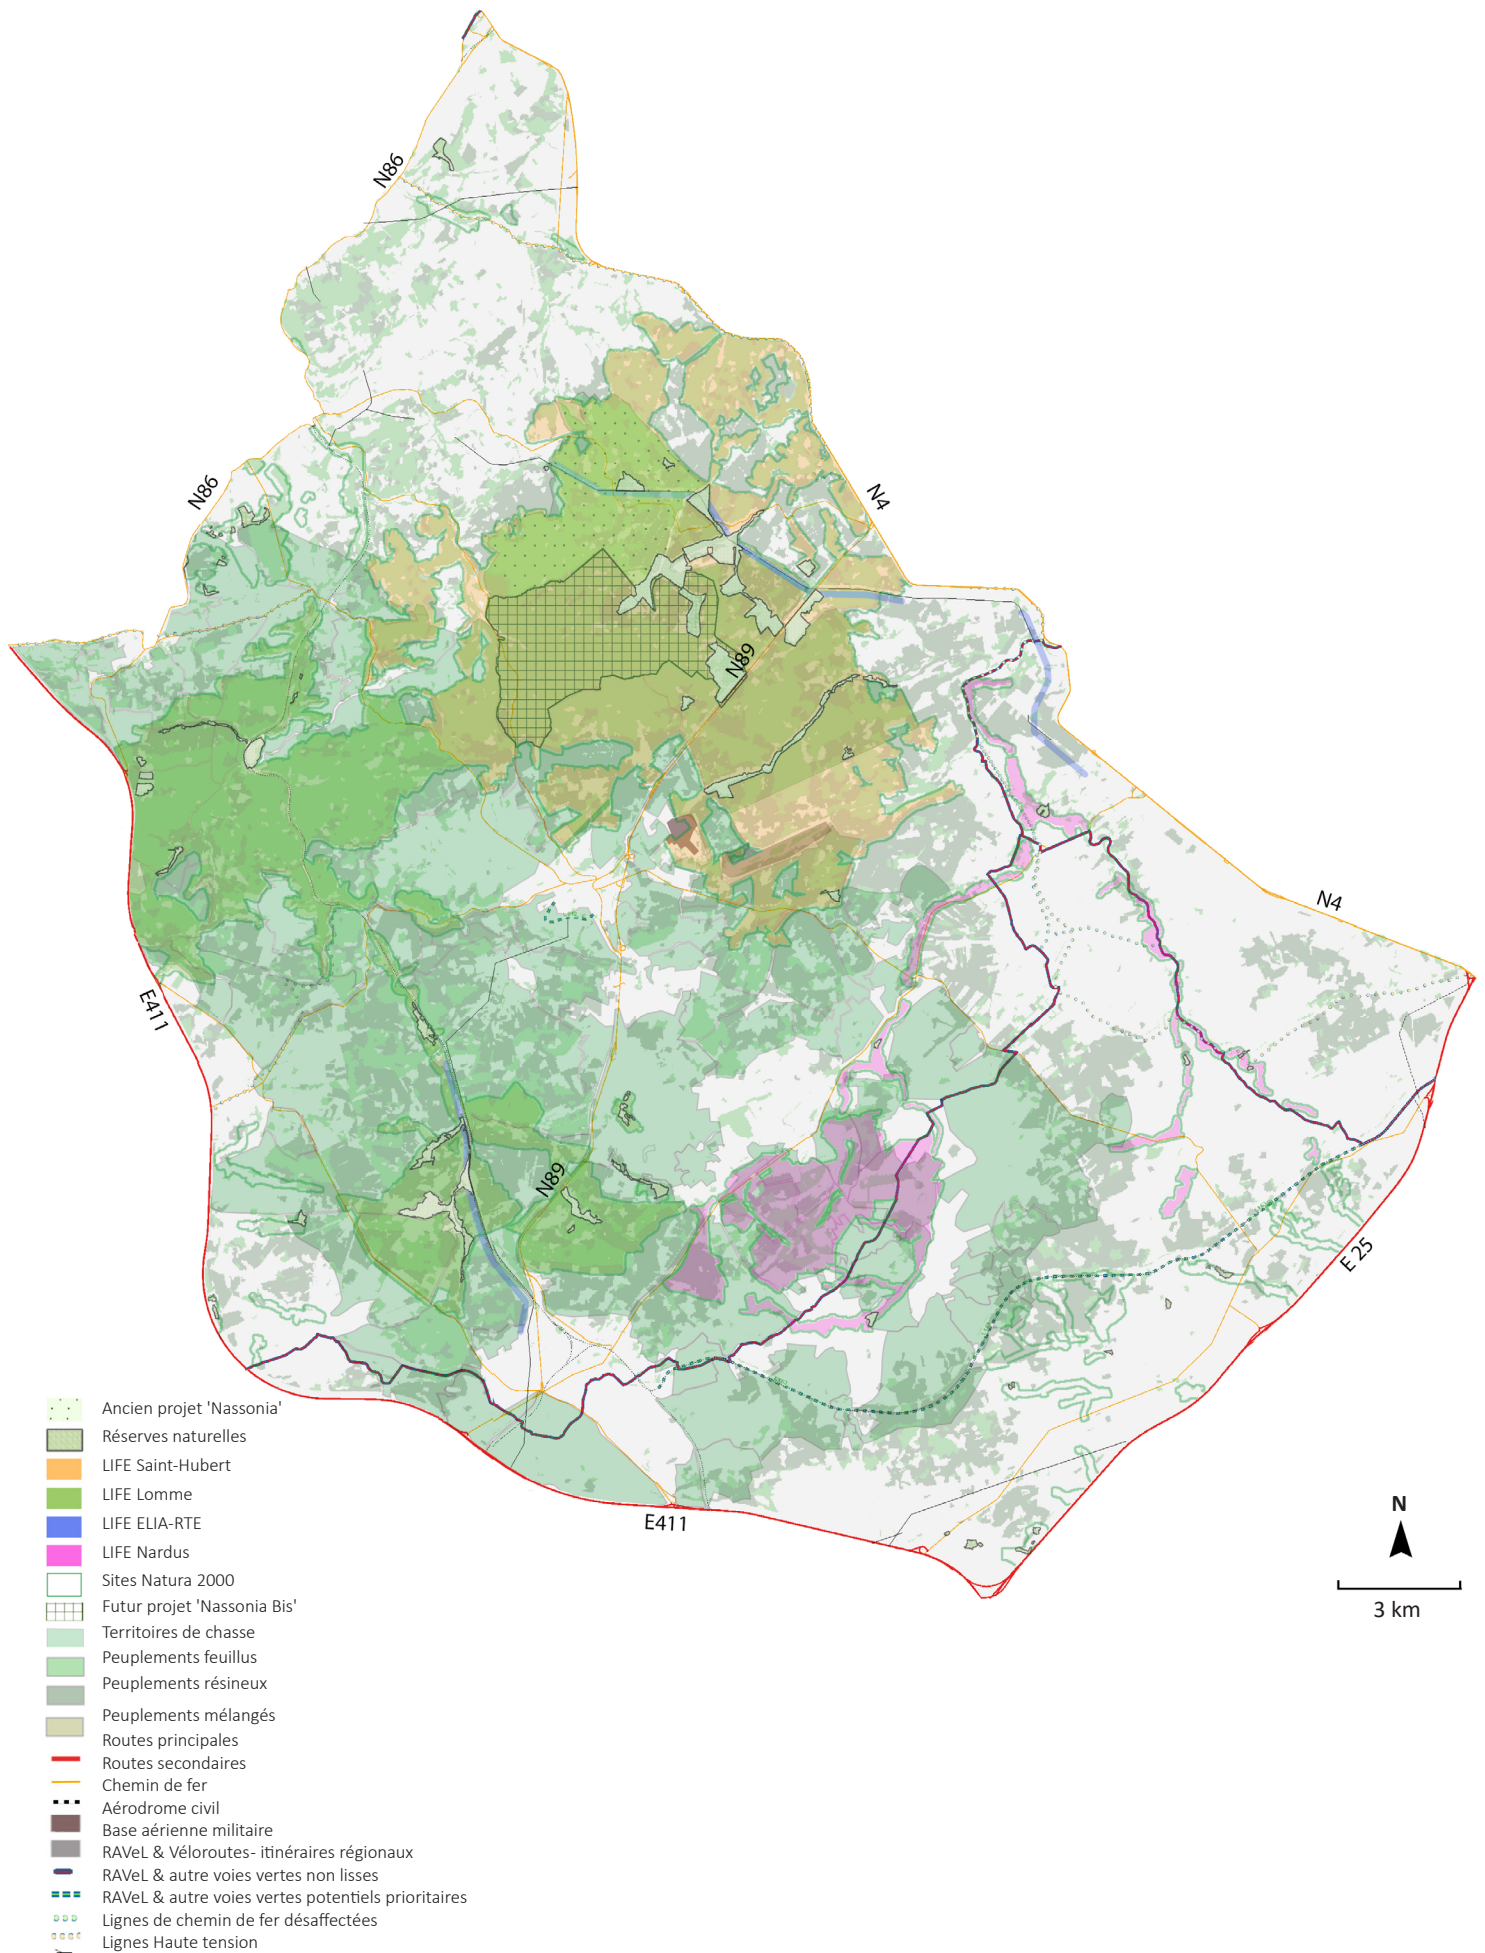 N86
N86
N4
N89
N4
E411
N89
E 25
E411
Ancien projet 'Nassonia'
Réserves naturelles
LIFE Saint-Hubert
LIFE Lomme
LIFE ELIA-RTE
LIFE Nardus
Sites Natura 2000
Futur projet 'Nassonia Bis'
Territoires de chasse
Peuplements feuillus
Peuplements résineux
Peuplements mélangés
Routes principales
Routes secondaires
Chemin de fer
Aérodrome civil
Base aérienne militaire
RAVeL & Véloroutes- itinéraires régionaux
RAVeL & autre voies vertes non lisses
RAVeL & autre voies vertes potentiels prioritaires
Lignes de chemin de fer désaffectées
Lignes Haute tension
N
3 km